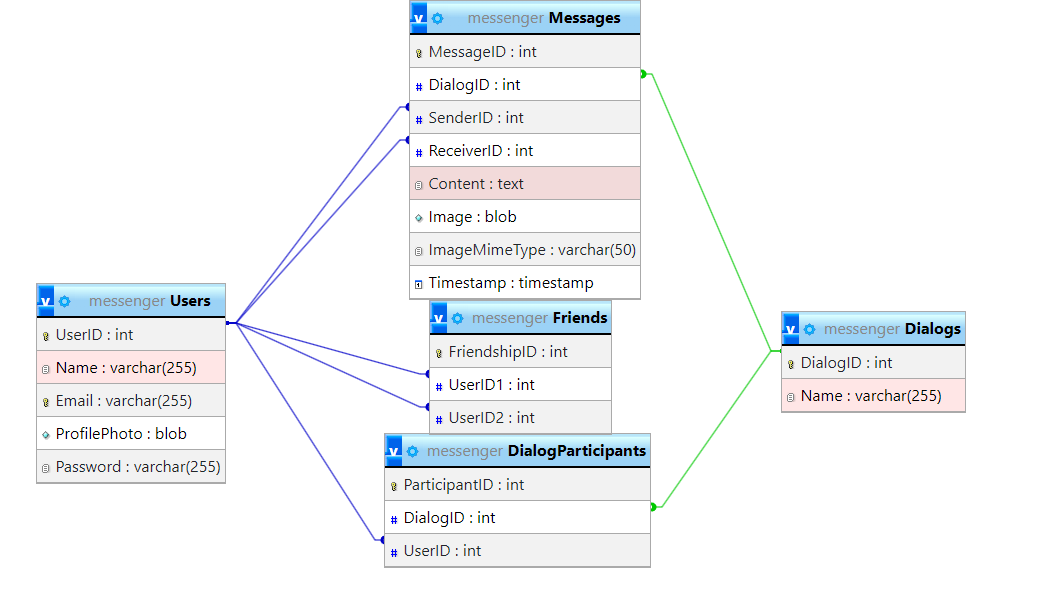 v messenger Messages
MessageID : int
# DialogID : int
# SenderID : int
# ReceiverID : int
Content : text
Image : blob
ImageMimeType : varchar(50)
Timestamp : timestamp
v messenger Users
UserID : int
Name : varchar(255)
Email : varchar(255)
ProfilePhoto : blob
Password : varchar(255)
v messenger Friends
FriendshipID : int
# UserID1 : int
# UserID2 : int
v messenger DialogParticipants
ParticipantID : int
# DialogID : int
# UserID : int
v messenger Dialogs
DialogID : int
Name : varchar(255)